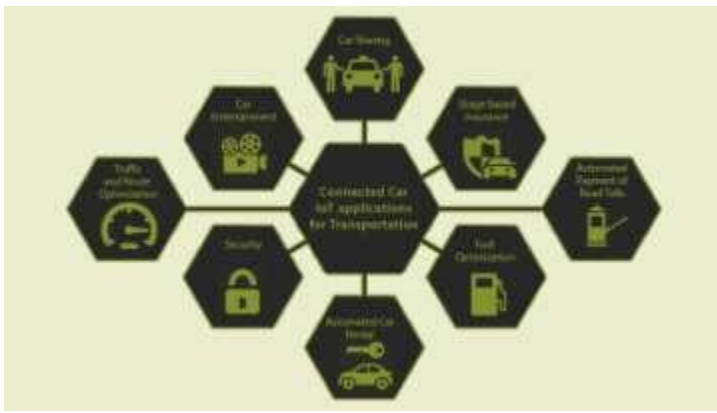 Car Sharing
Car
Entertainment
Usage based
insurance
Traffic
and Route
Optimization
Connected Car
IoT applications
for Transportation
Automated
Payment of
Road Tolls
Security
Fuel
Optimization
Automated Car
Rental